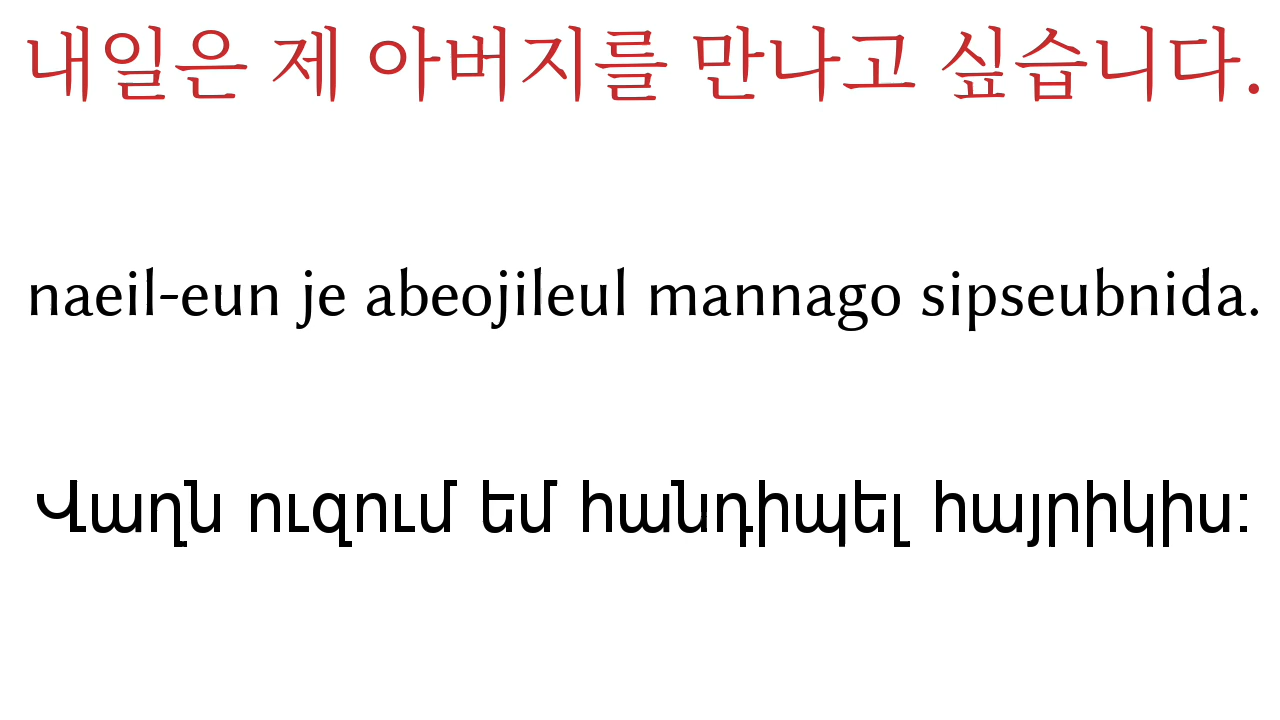 내일은 제 아버지를 만나고 싶습니다.
naeil-eun je abeojileul mannago sipseubnida.
Վաղն ուզում եմ հանդիպել հայրիկիս: